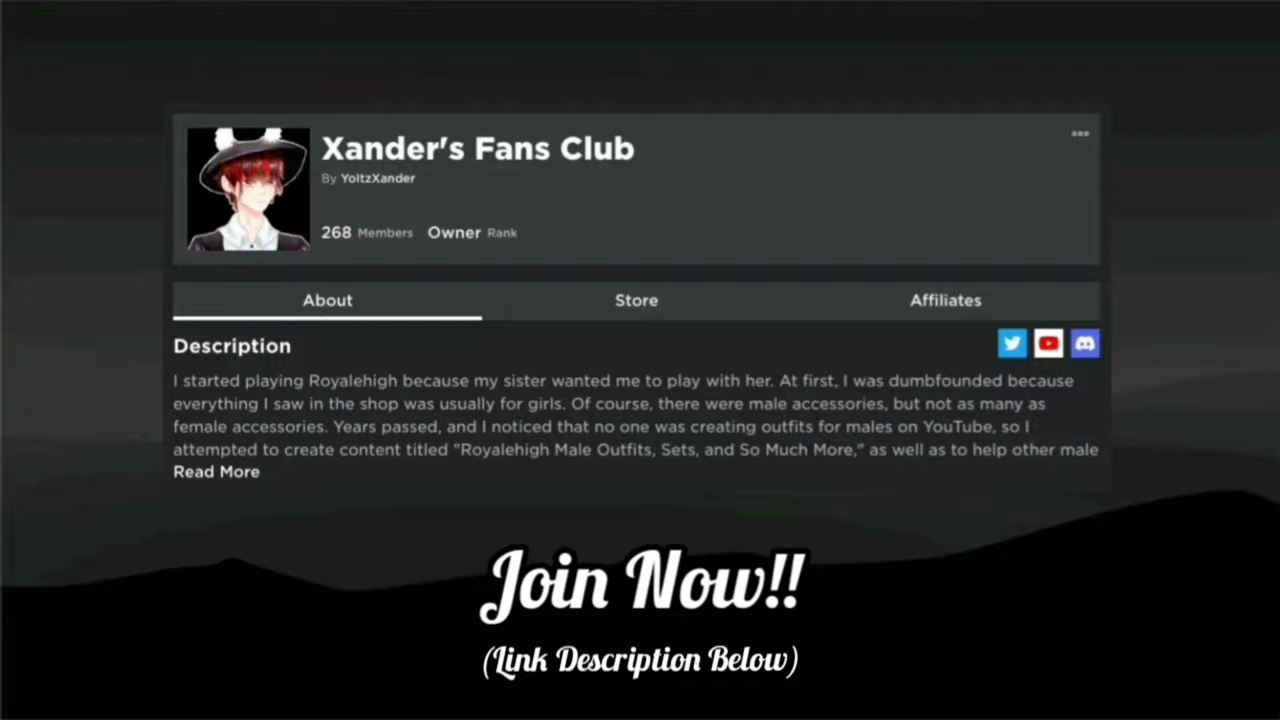 Xander's Fans Club
By YoltzXander
268 Members Owner Rank
About Store Affiliates
Description
I started playing Royalehigh because my sister wanted me to play with her. At first, I was dumbfounded because
everything I saw in the shop was usually for girls. Of course, there were male accessories, but not as many as
female accessories. Years passed, and I noticed that no one was creating outfits for males on YouTube, so I
attempted to create content titled "Royalehigh Male Outfits, Sets, and So Much More," as well as to help other male
Read More
Join Now!!
(Link Description Below)